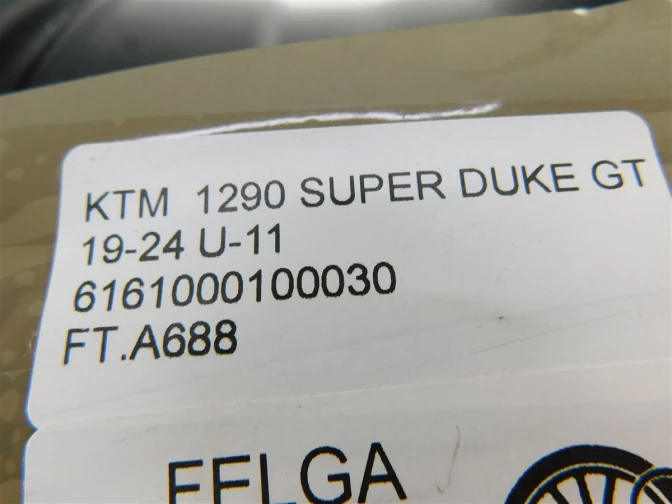 KTM 1290 SUPER DUKE GT
19-24 U-11
6161000100030
FT.A688
FELGA